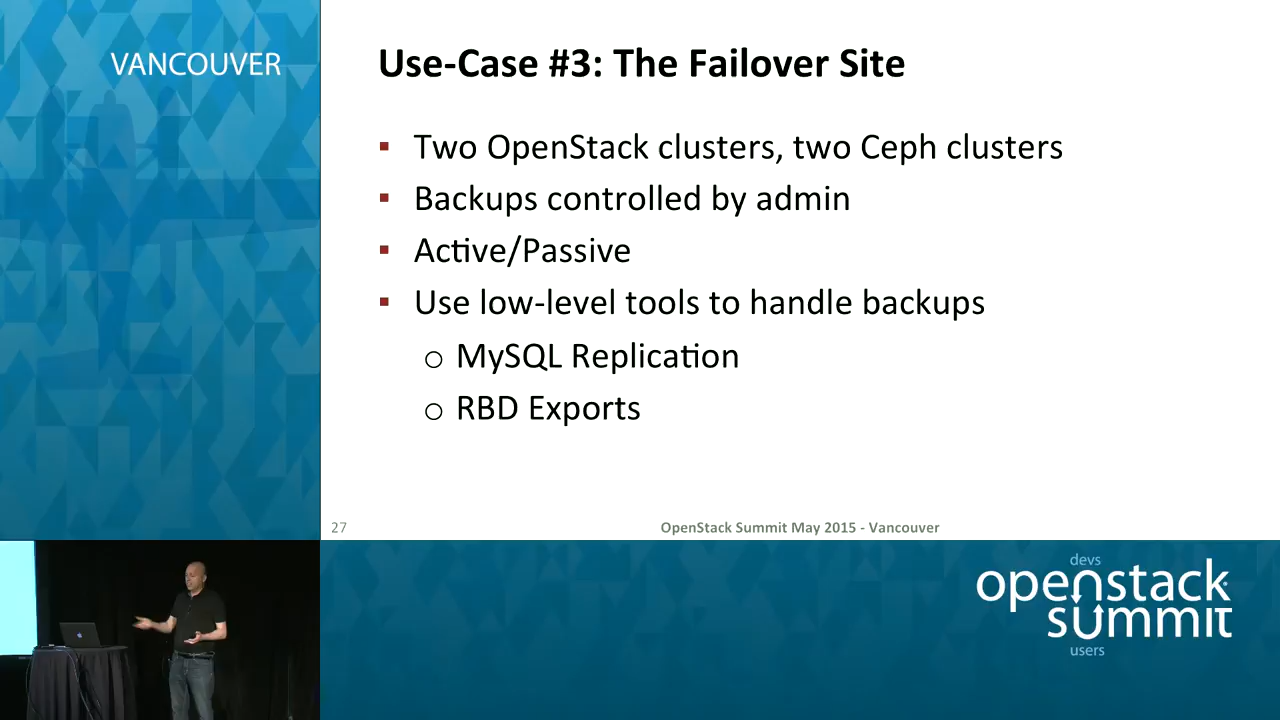 VANCOUVER
Use-Case #3: The Failover Site
▪ Two OpenStack clusters, two Ceph clusters
▪ Backups controlled by admin
▪ Active/Passive
▪ Use low-level tools to handle backups
o MySQL Replication
o RBD Exports
27
OpenStack Summit May 2015 - Vancouver
devs
openstack
summit
users